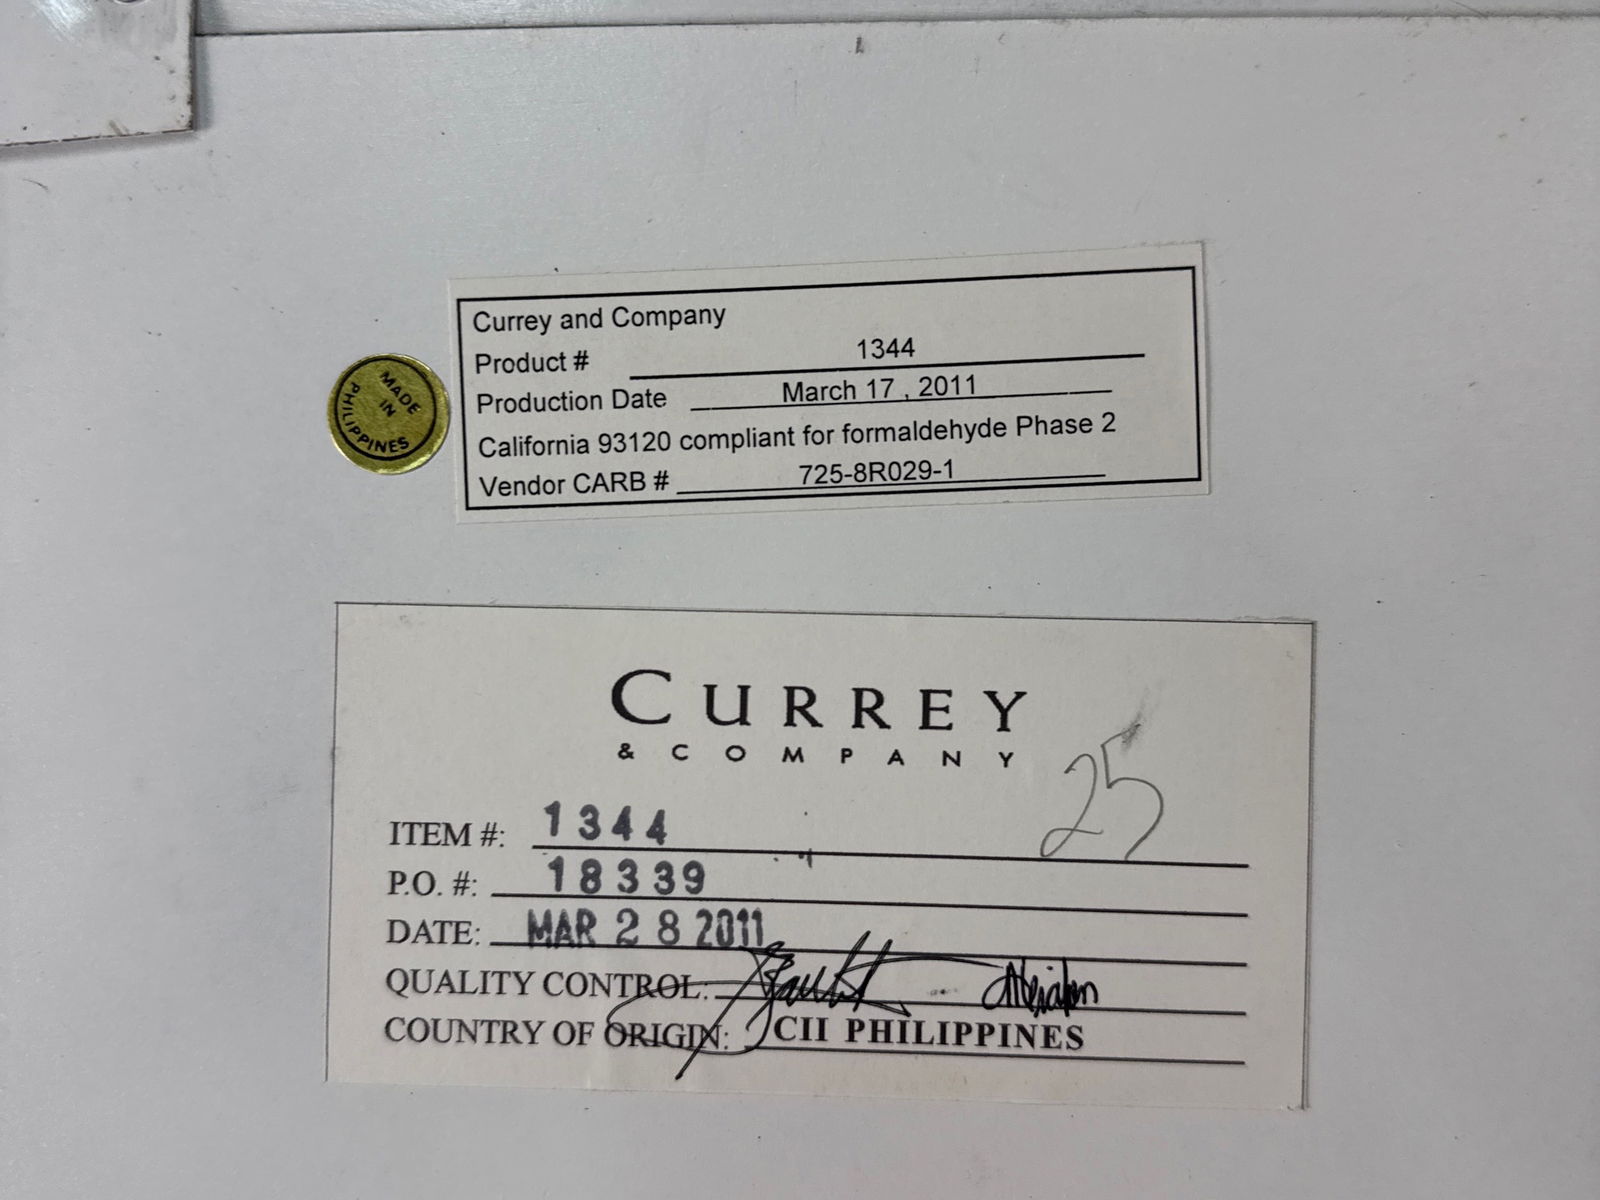 MADE
IN
PHILIPPINES
Currey and Company
Product # 1344
Production Date March 17 , 2011
California 93120 compliant for formaldehyde Phase 2
Vendor CARB # 725-8R029-1
CURREY
& COMPANY
25
ITEM #: 1344
P.O. #: 18339
DATE: MAR 28 2011
QUALITY CONTROL:
COUNTRY OF ORIGIN: CII PHILIPPINES